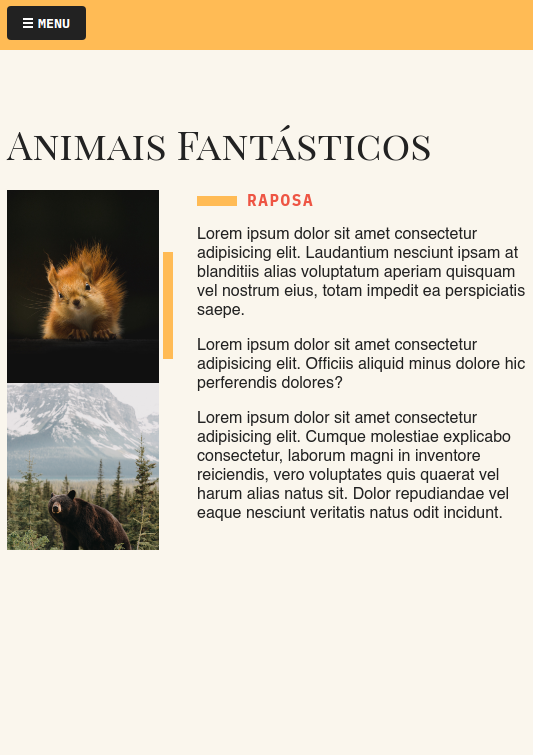 ☰ MENU
Animais Fantásticos
RAPOSA
Lorem ipsum dolor sit amet consectetur
adipisicing elit. Laudantium nesciunt ipsam at
blanditiis alias voluptatum aperiam quisquam
vel nostrum eius, totam impedit ea perspiciatis
saepe.
Lorem ipsum dolor sit amet consectetur
adipisicing elit. Officiis aliquid minus dolore hic
perferendis dolores?
Lorem ipsum dolor sit amet consectetur
adipisicing elit. Cumque molestiae explicabo
consectetur, laborum magni in inventore
reiciendis, vero voluptates quis quaerat vel
harum alias natus sit. Dolor repudiandae vel
eaque nesciunt veritatis natus odit incidunt.